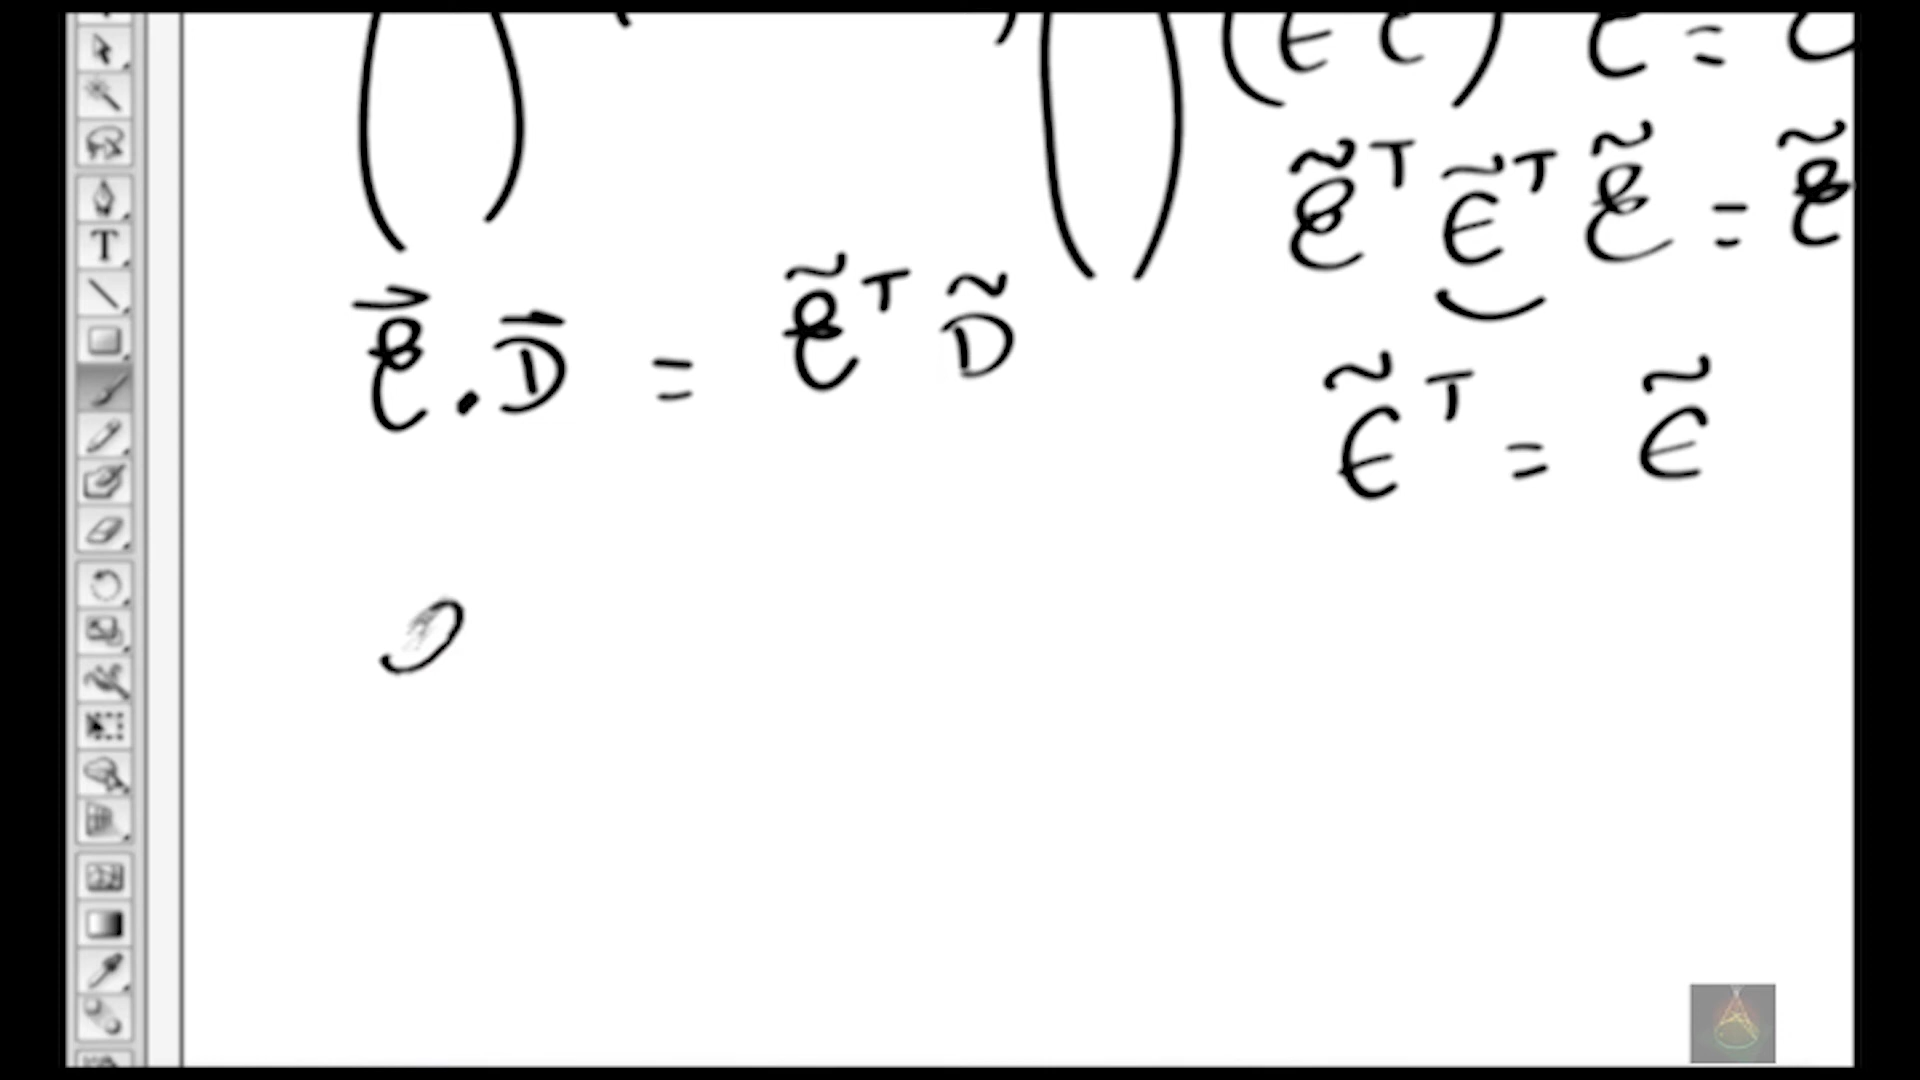 (ϵ̃ ℰ̃) ℰ̃ =
ℰ̃ᵀ ϵ̃ᵀ ℰ̃ = ℰ̃
ℰ⃗ . D⃗ = ℰ̃ᵀ D̃
ϵ̃ᵀ = ϵ̃